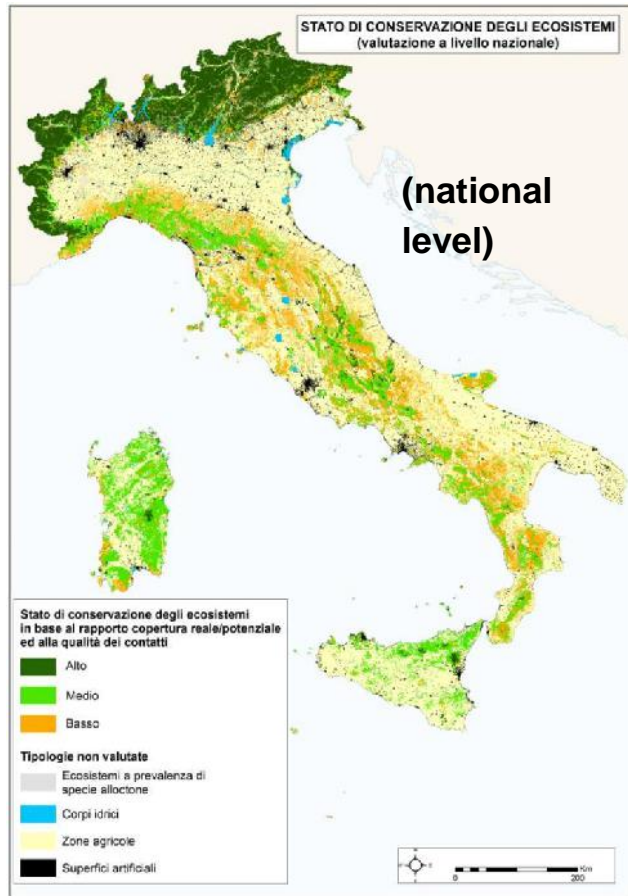 STATO DI CONSERVAZIONE DEGLI ECOSISTEMI
(valutazione a livello nazionale)
(national
level)
Stato di conservazione degli ecosistemi
in base al rapporto copertura reale/potenziale
ed alla qualità dei contatti
Alto
Medio
Basso
Tipologie non valutate
Ecosistemi a prevalenza di
specie alloctone
Corpi idrici
Zone agricole
Superfici artificiali
Km
0
200